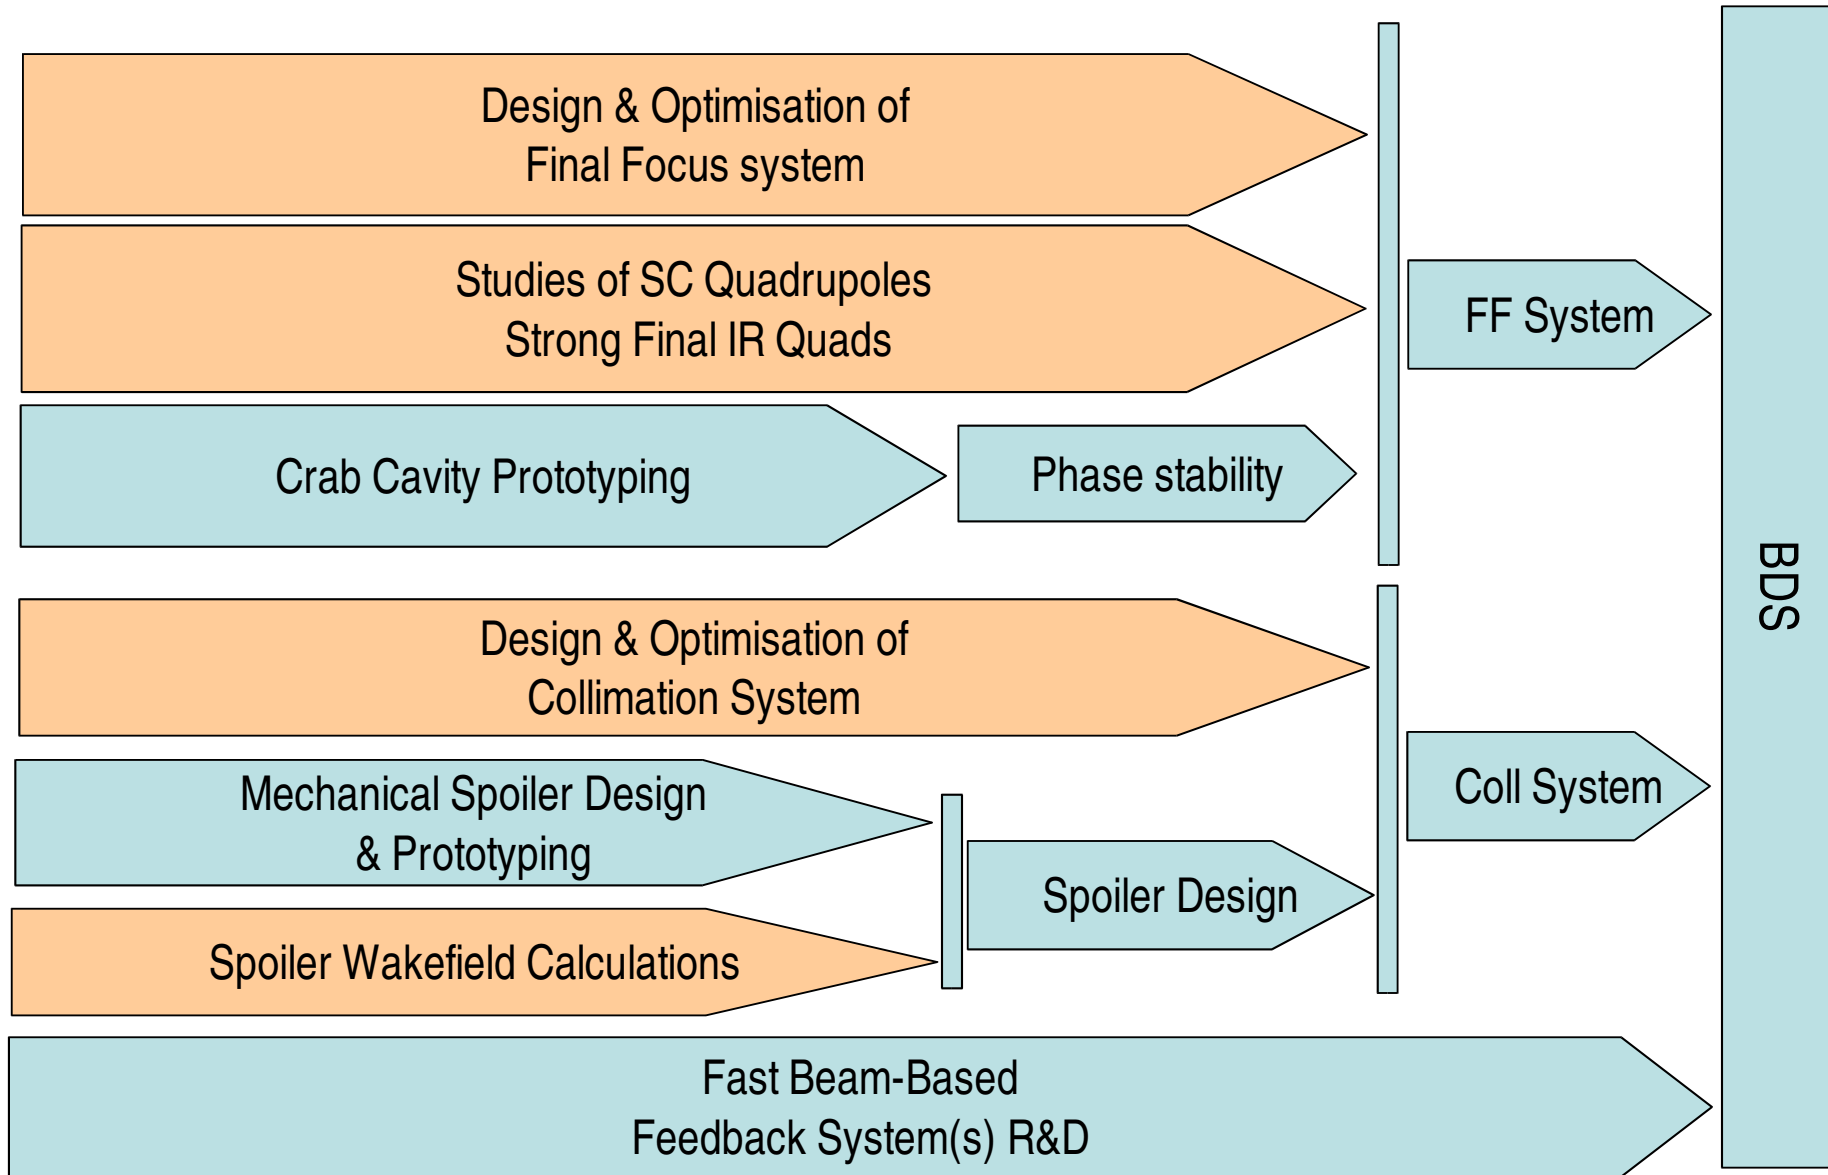 Design & Optimisation of
Final Focus system
Studies of SC Quadrupoles
Strong Final IR Quads
FF System
Crab Cavity Prototyping
Phase stability
BDS
Design & Optimisation of
Collimation System
Mechanical Spoiler Design
& Prototyping
Coll System
Spoiler Design
Spoiler Wakefield Calculations
Fast Beam-Based
Feedback System(s) R&D